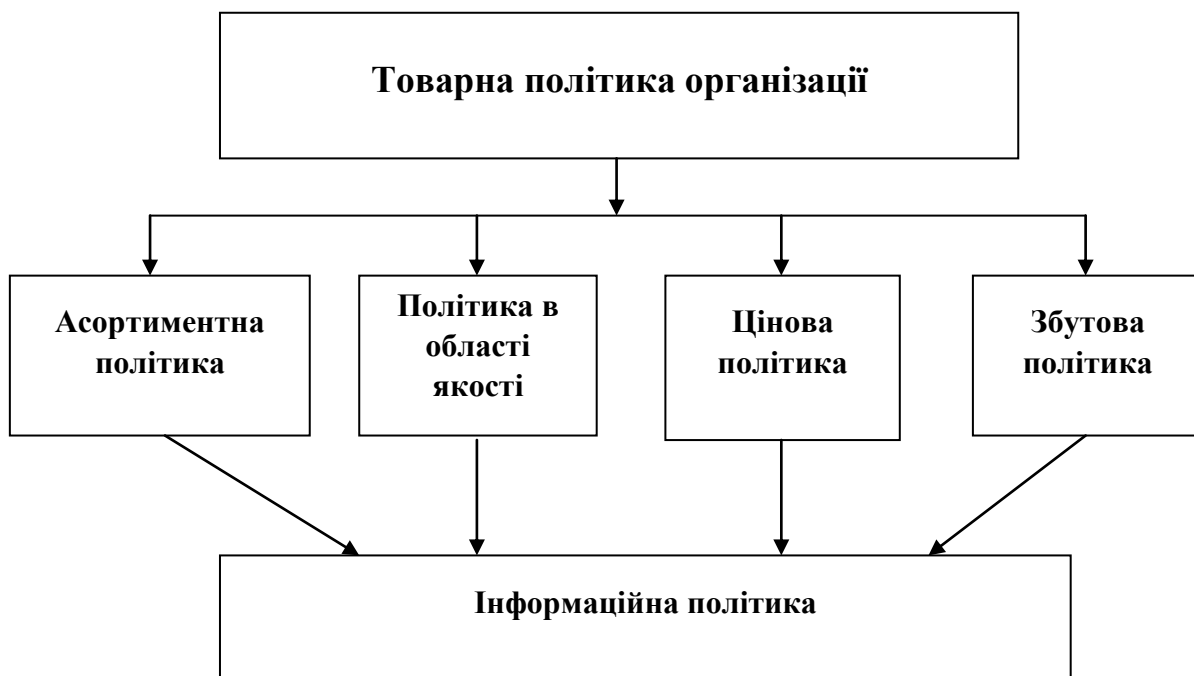 Товарна політика організації
Асортиментна
політика
Політика в
області
якості
Цінова
політика
Збутова
політика
Інформаційна політика